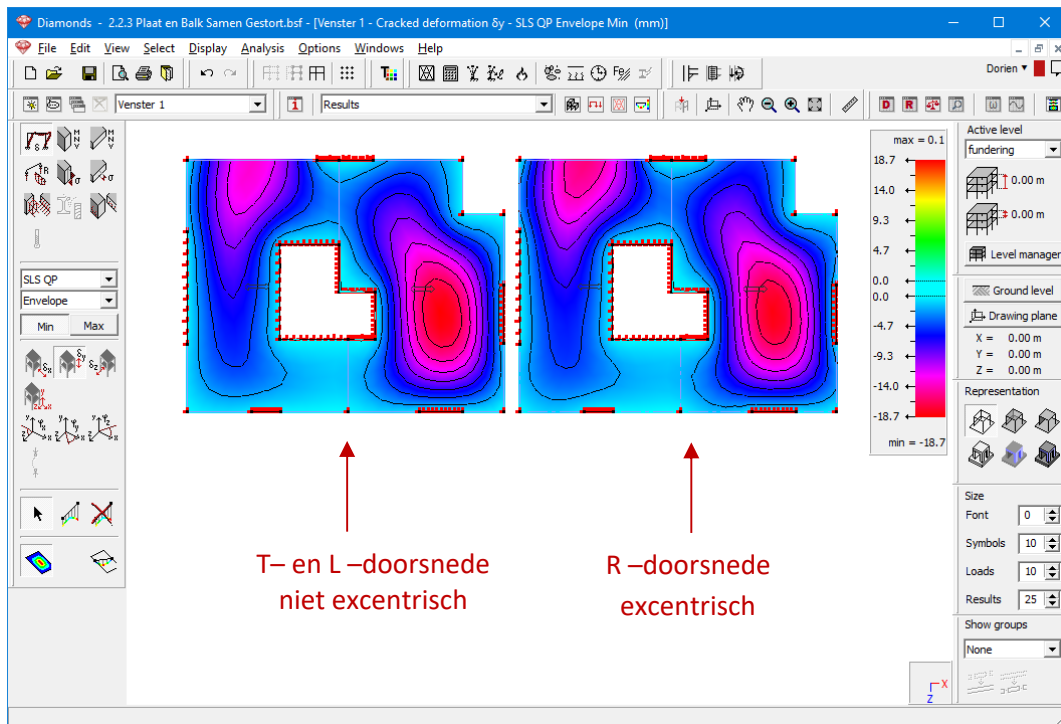 Diamonds - 2.2.3 Plaat en Balk Samen Gestort.bsf - [Venster 1 - Cracked deformation δy - SLS QP Envelope Min (mm)]
File Edit View Select Display Analysis Options Windows Help
Dorien
Venster 1
Results
SLS QP
Envelope
Min Max
max = 0.1
18.7
14.0
9.3
4.7
0.0
0.0
-4.7
-9.3
-14.0
-18.7
min = -18.7
T– en L –doorsnede
niet excentrisch
R –doorsnede
excentrisch
Active level
fundering
0.00 m
0.00 m
Level manager
Ground level
Drawing plane
X = 0.00 m
Y = 0.00 m
Z = 0.00 m
Representation
Size
Font 0
Symbols 10
Loads 10
Results 25
Show groups
None
X
Z